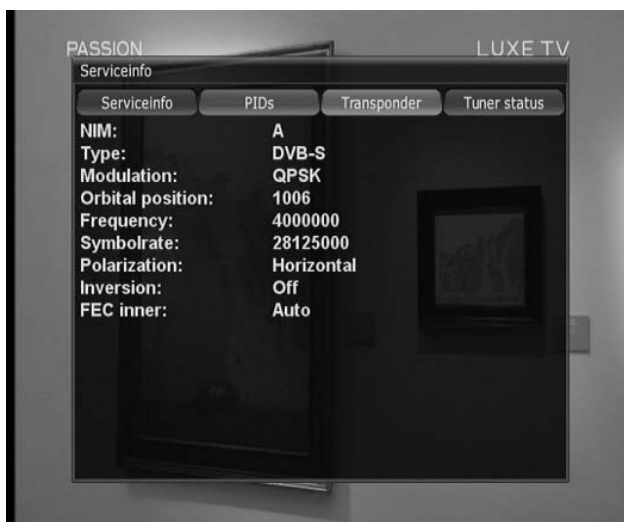 PASSION LUXE TV
Serviceinfo
Serviceinfo PIDs Transponder Tuner status
NIM: A
Type: DVB-S
Modulation: QPSK
Orbital position: 1006
Frequency: 4000000
Symbolrate: 28125000
Polarization: Horizontal
Inversion: Off
FEC inner: Auto